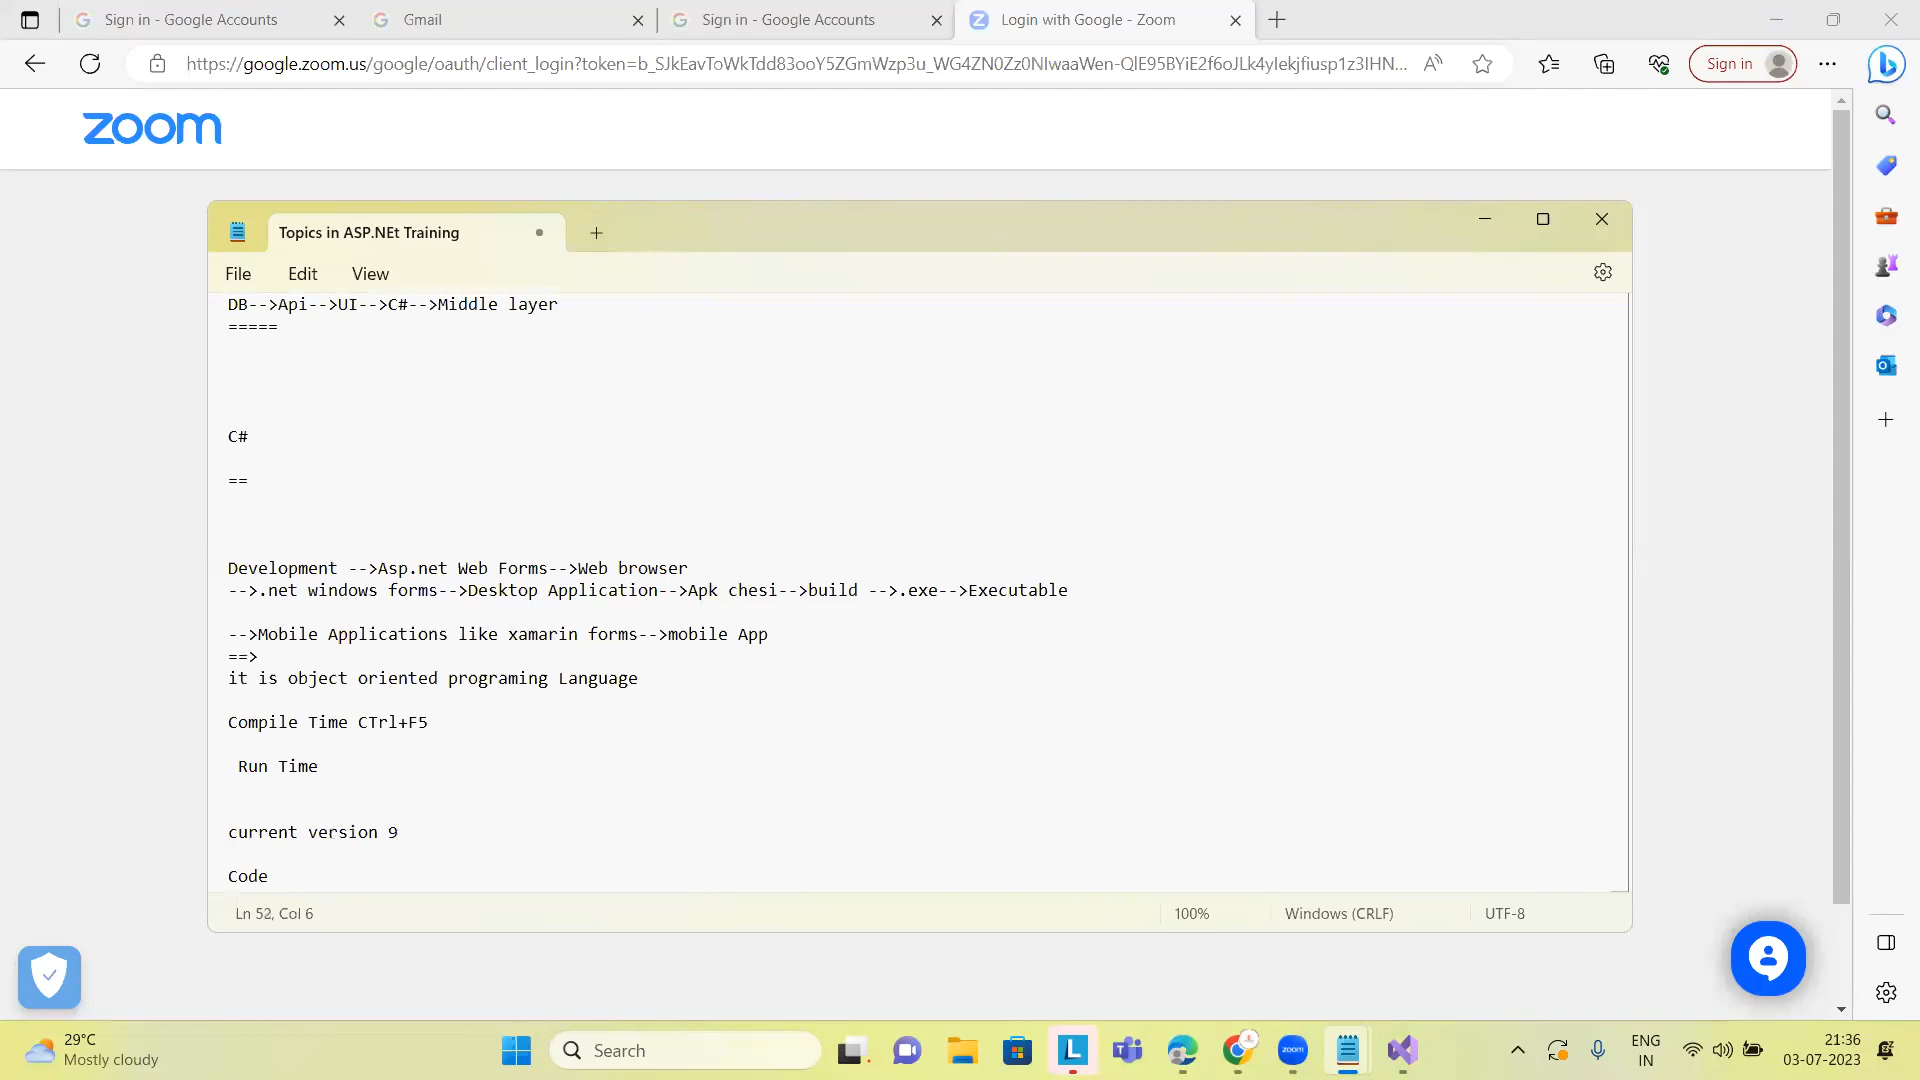 Sign in - Google Accounts
Gmail
Sign in - Google Accounts
Login with Google - Zoom
https://google.zoom.us/google/oauth/client_login?token=b_SJkEavToWkTdd83ooY5ZGmWzp3u_WG4ZN0Zz0NIwaaWen-QlE95BYiE2f6oJLk4yIekjfiusp1z3IHN...
Sign in
zoom
Topics in ASP.NEt Training
File Edit View
DB-->Api-->UI-->C#-->Middle layer
=====
C#
==
Development -->Asp.net Web Forms-->Web browser
-->.net windows forms-->Desktop Application-->Apk chesi-->build -->.exe-->Executable
-->Mobile Applications like xamarin forms-->mobile App
==>
it is object oriented programing Language
Compile Time CTrl+F5
Run Time
current version 9
Code
Ln 52, Col 6
100%
Windows (CRLF)
UTF-8
29°C
Mostly cloudy
Search
zoom
ENG
IN
21:36
03-07-2023